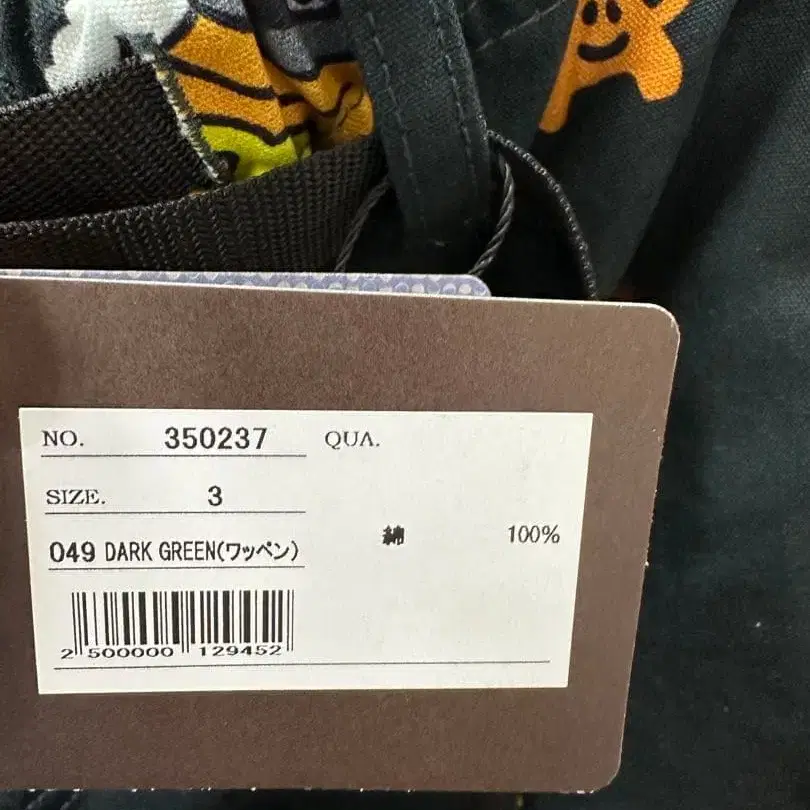 NO. 350237 QUA.
SIZE. 3
綿 100%
049 DARK GREEN(ワッペン)
2 500000 129452